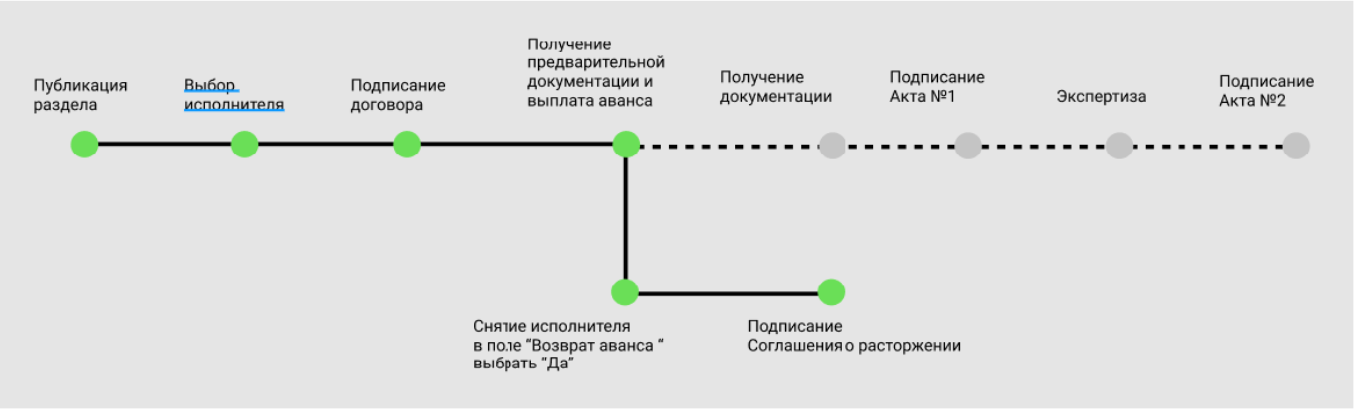 Публикация
раздела
Выбор
исполнителя
Подписание
договора
Получение
предварительной
документации и
выплата аванса
Получение
документации
Подписание
Акта №1
Экспертиза
Подписание
Акта №2
Снятие исполнителя
в поле “Возврат аванса “
выбрать “Да”
Подписание
Соглашения о расторжении